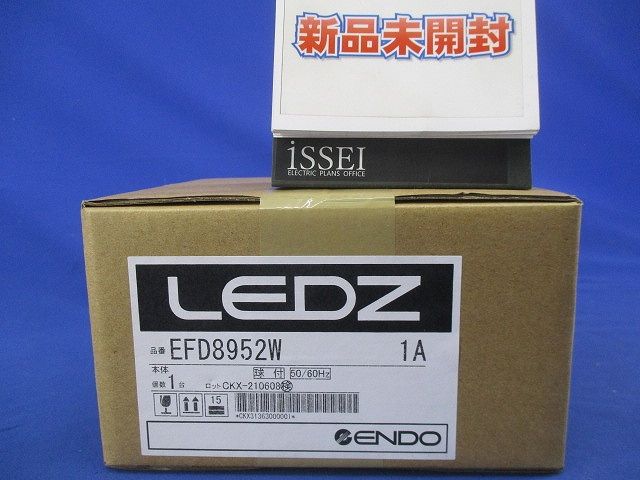 新品未開封
iSSEI
ELECTRIC PLANS OFFICE
LEDZ
品番 EFD8952W 1A
本体 球付 50/60Hz
個数 1台 ロット CKX-210608
15
*CKX31363000001*
ENDO